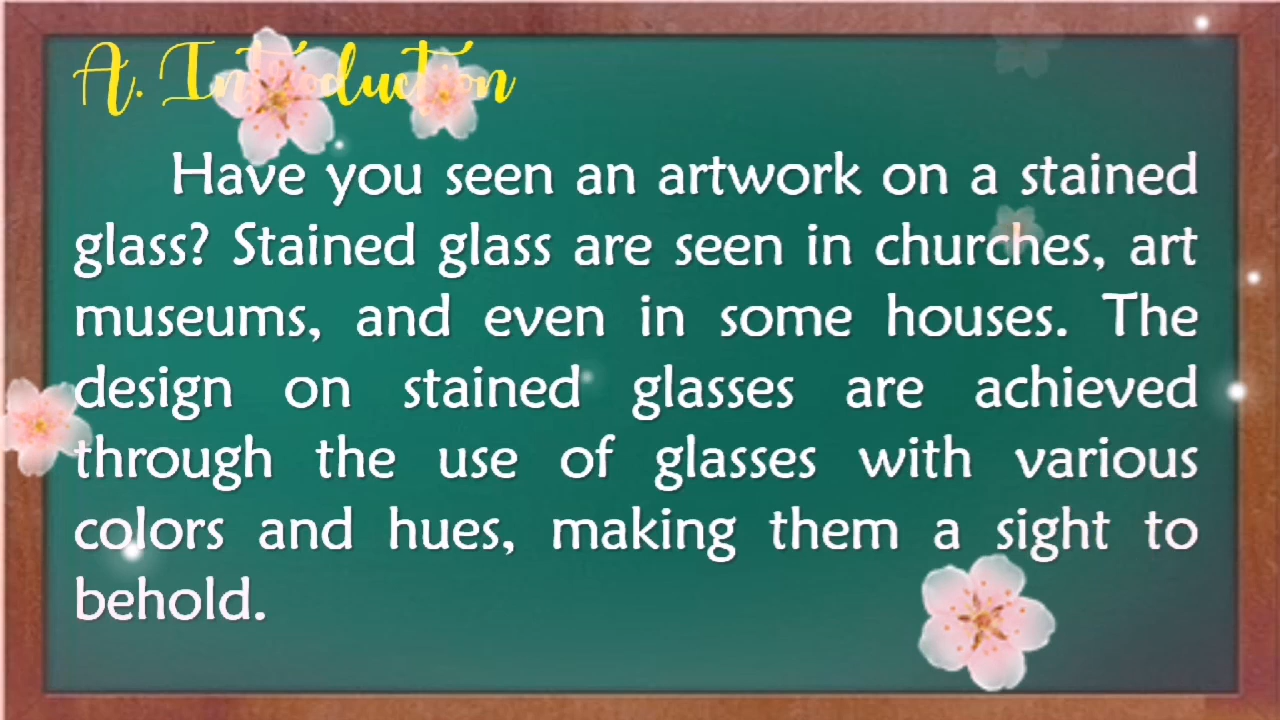 A. Introduction
Have you seen an artwork on a stained
glass? Stained glass are seen in churches, art
museums, and even in some houses. The
design on stained glasses are achieved
through the use of glasses with various
colors and hues, making them a sight to
behold.